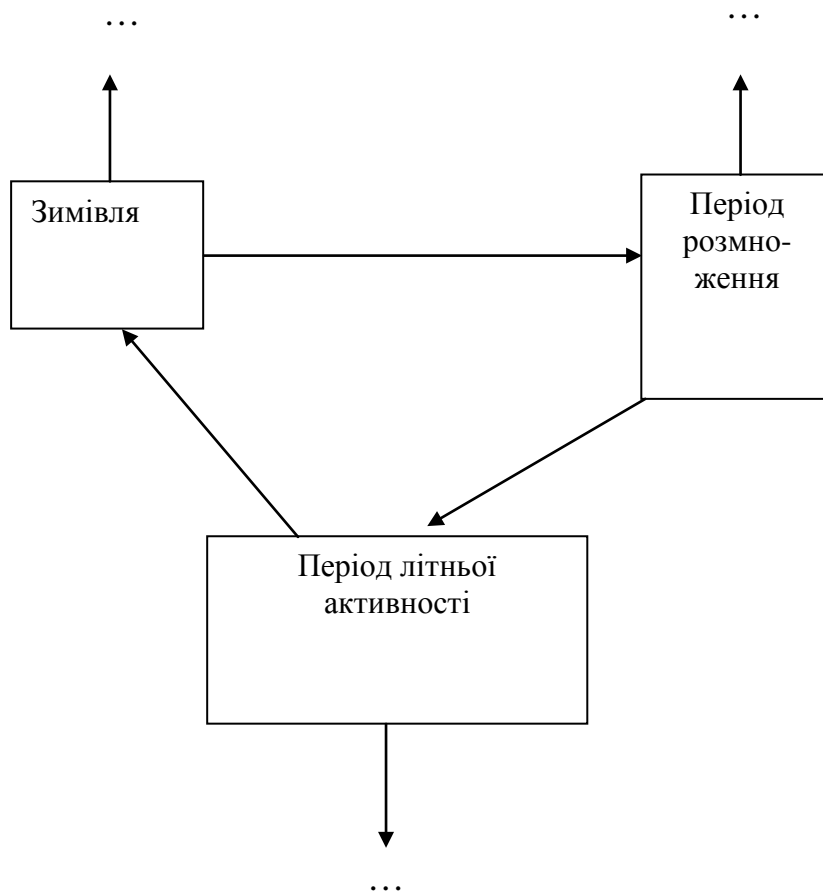 …
…
Зимівля
Період
розмно-
ження
Період літньої
активності
…